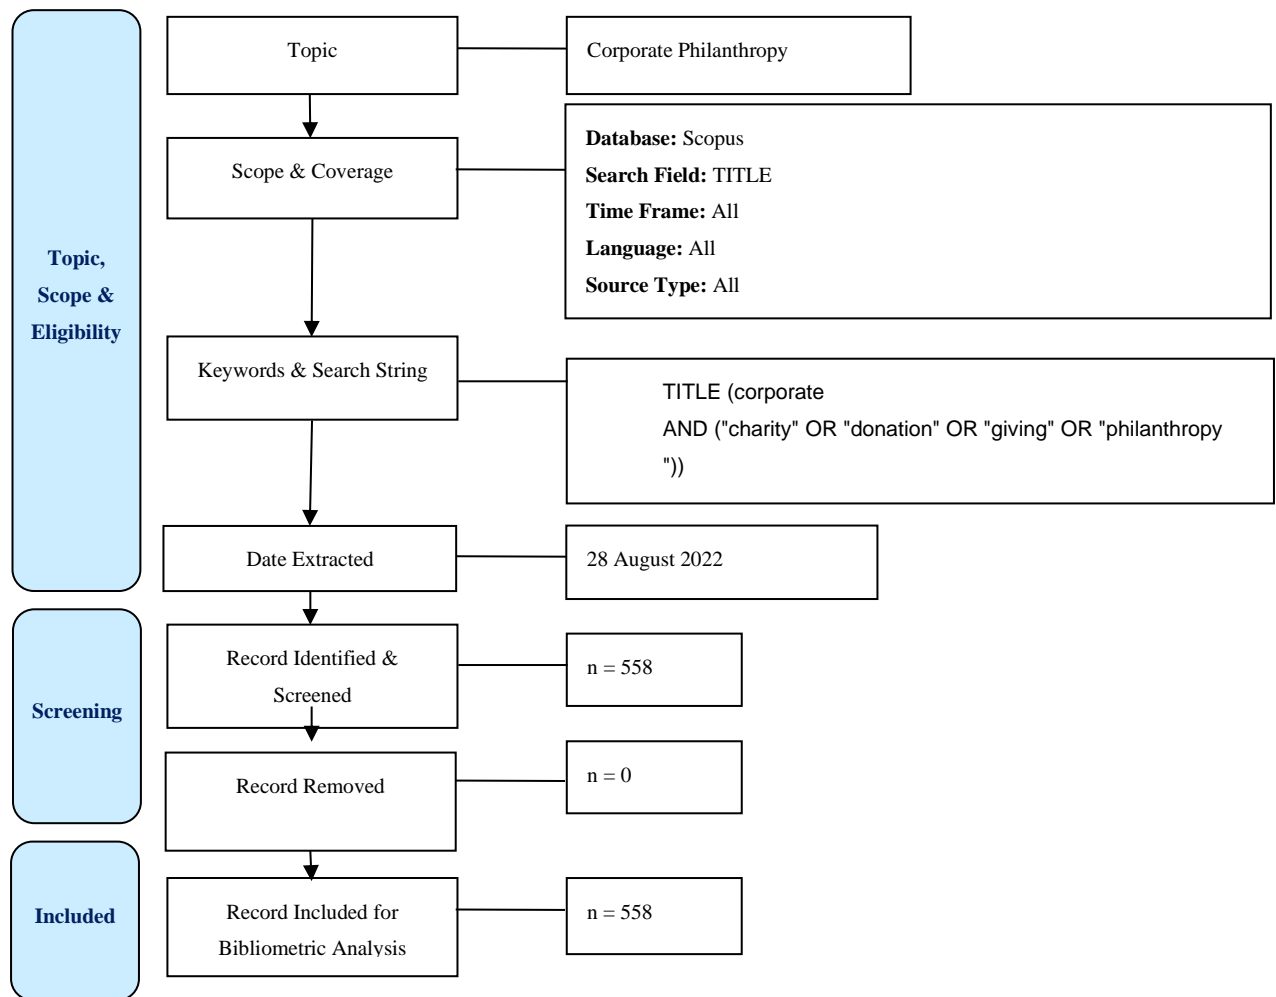 Topic,
Scope &
Eligibility
Topic
Corporate Philanthropy
Scope & Coverage
Database: Scopus
Search Field: TITLE
Time Frame: All
Language: All
Source Type: All
Keywords & Search String
TITLE (corporate
AND ("charity" OR "donation" OR "giving" OR "philanthropy
"))
Date Extracted
28 August 2022
Screening
Record Identified &
Screened
n = 558
Record Removed
n = 0
Included
Record Included for
Bibliometric Analysis
n = 558